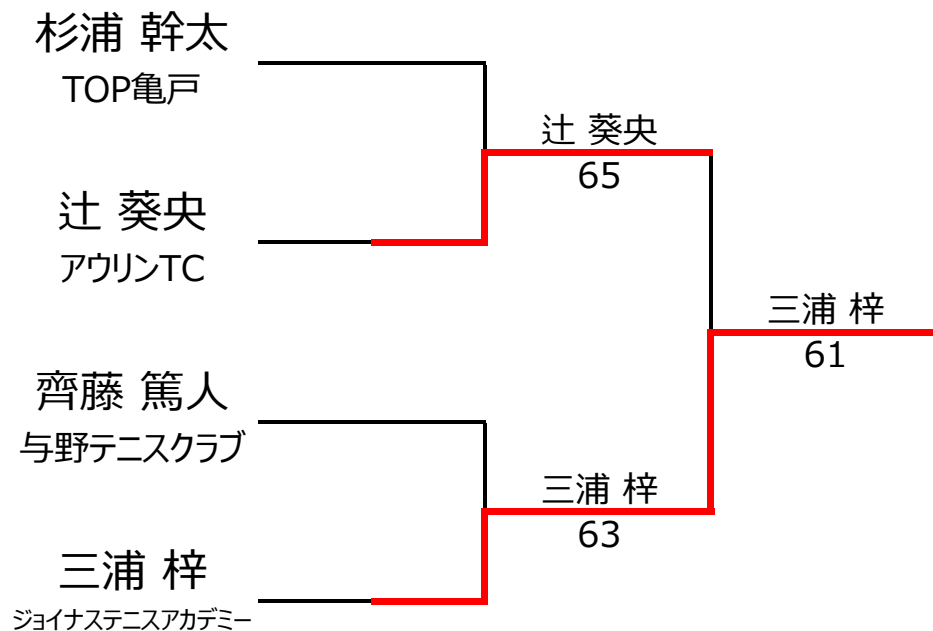 杉浦 幹太
TOP亀戸
辻 葵央
65
辻 葵央
アウリンTC
三浦 梓
61
齊藤 篤人
与野テニスクラブ
三浦 梓
63
三浦 梓
ジョイナステニスアカデミー